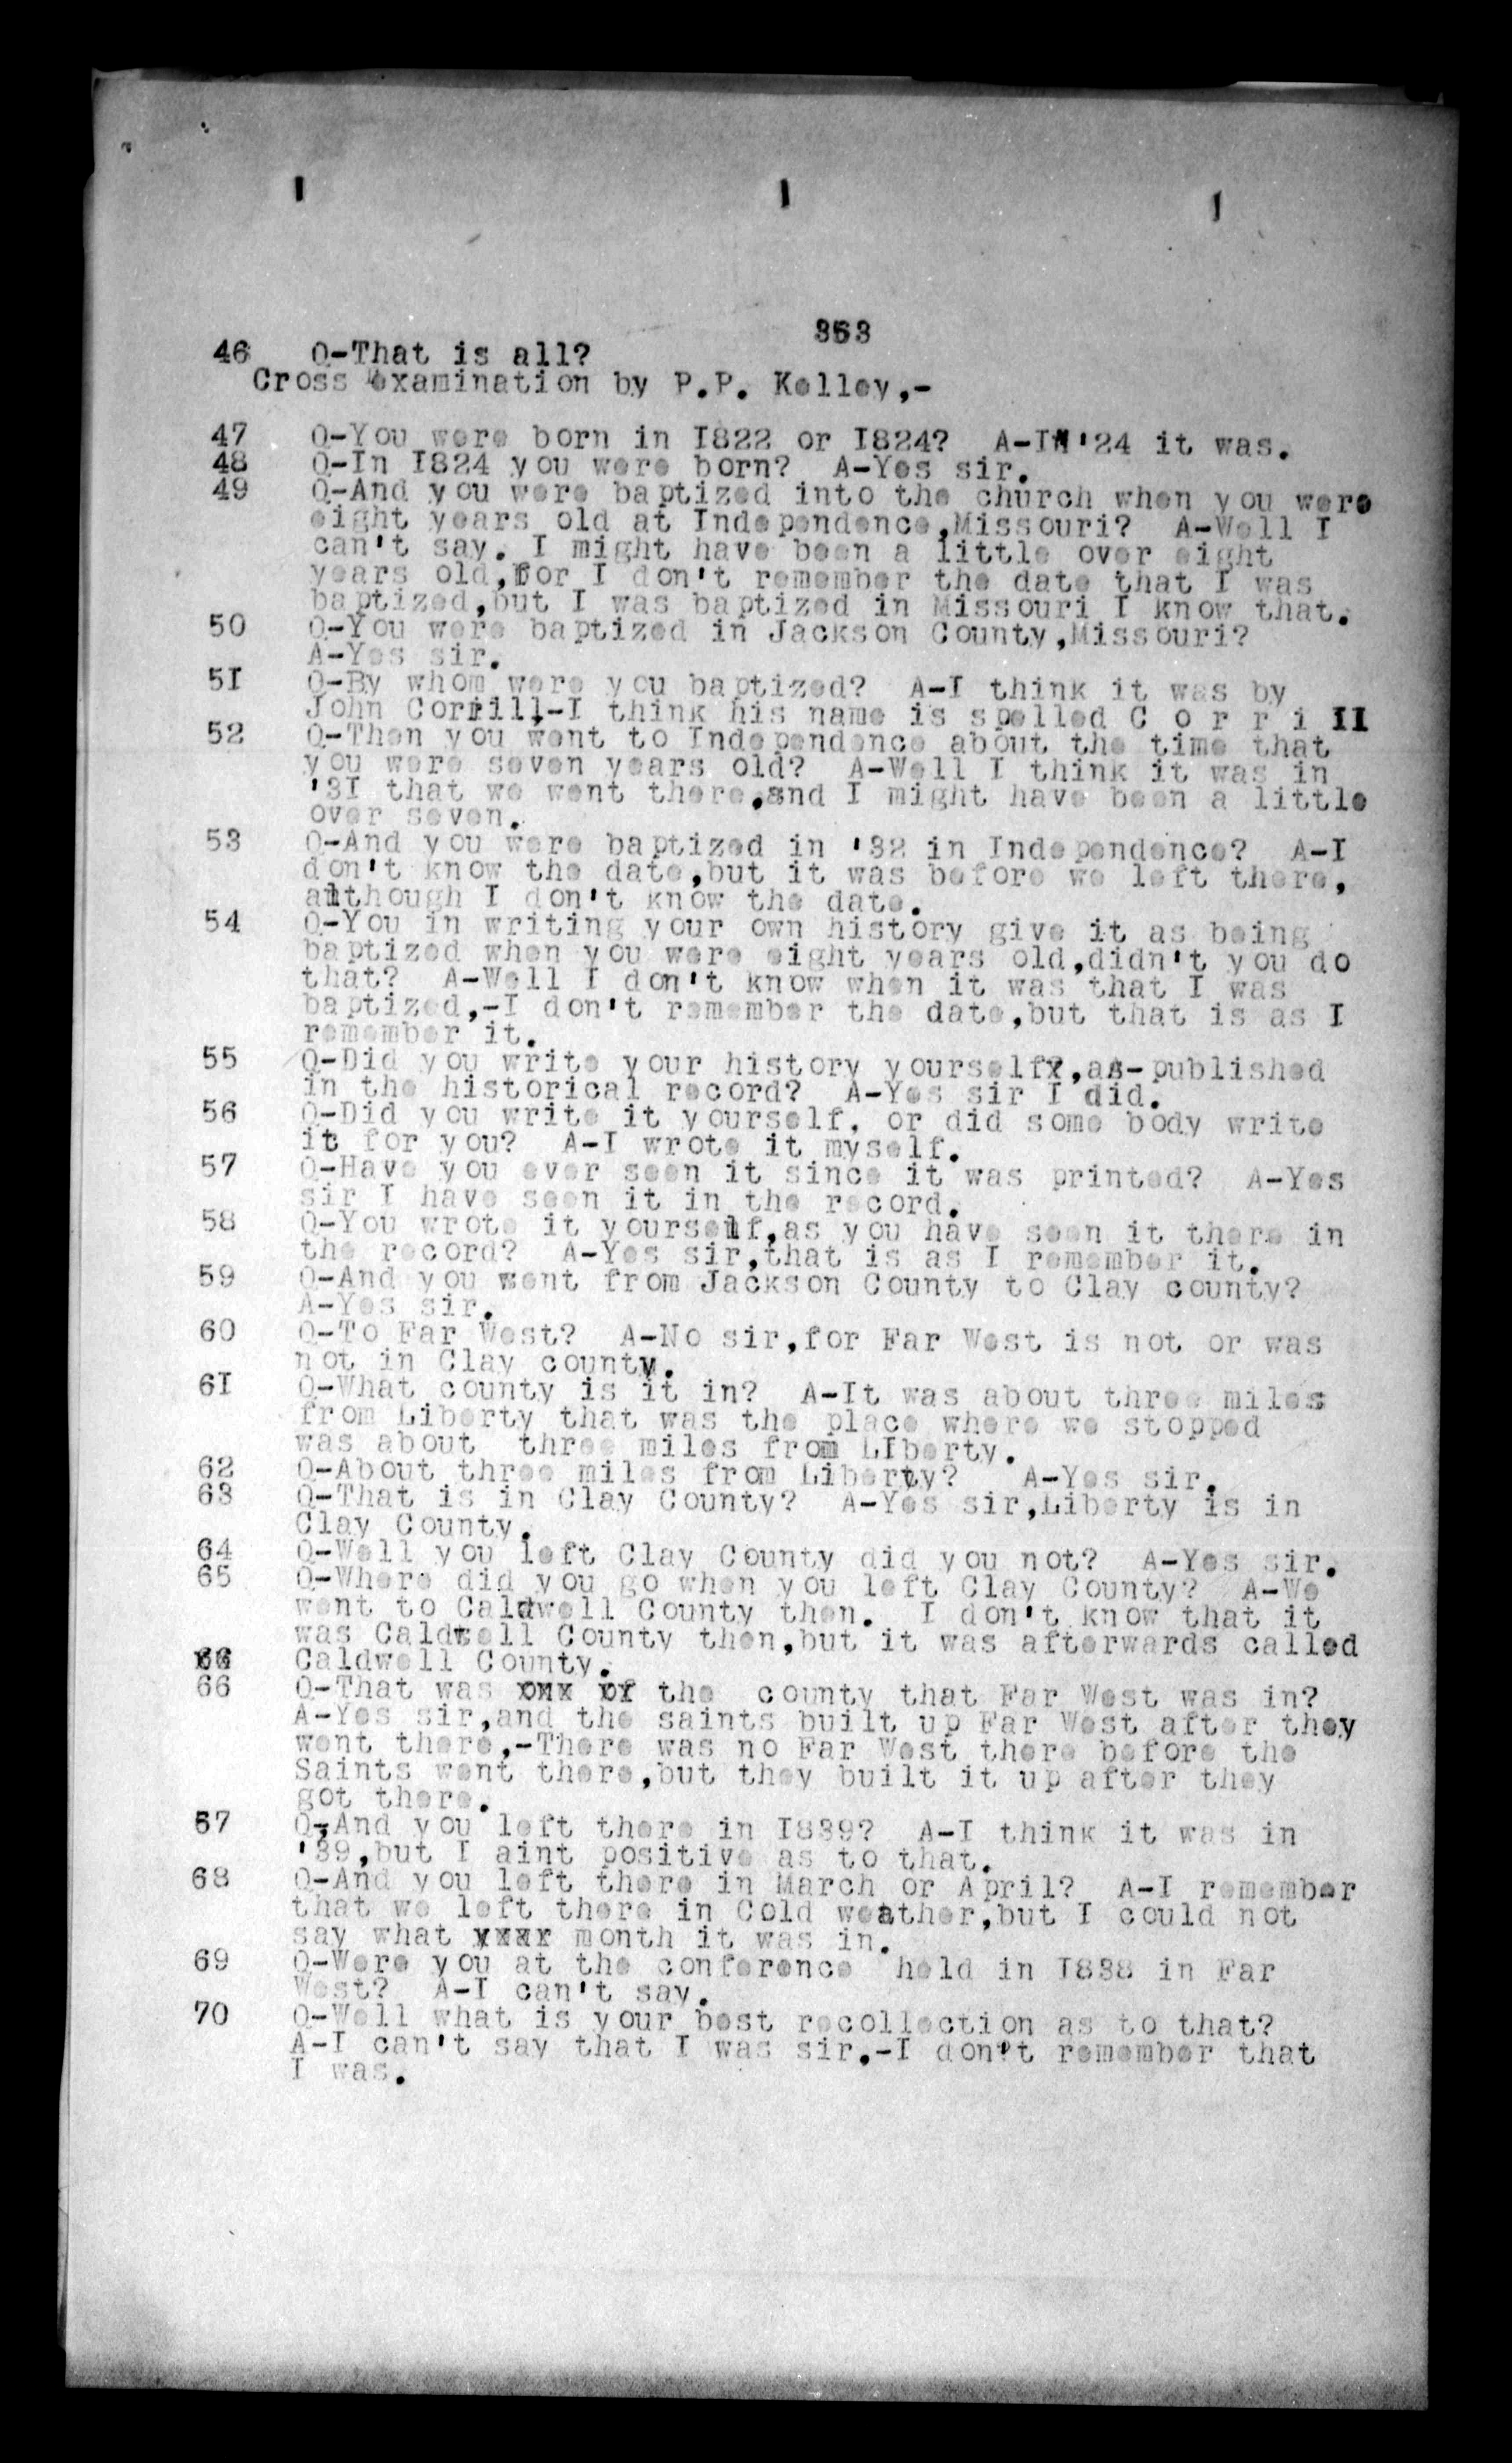 353
46 Q-That is all?
Cross examination by P.P. Kelley,-
47 Q-You were born in I822 or I824? A-IN '24 it was.
48 Q-In I824 you were born? A-Yes sir.
49 Q-And you were baptized into the church when you were
eight years old at Independence,Missouri? A-Well I
can't say. I might have been a little over eight
years old,for I don't remember the date that I was
baptized,but I was baptized in Missouri I know that.
50 Q-You were baptized in Jackson County,Missouri?
A-Yes sir.
5I Q-By whom were you baptized? A-I think it was by
John Corrill,-I think his name is spelled C o r r i II
52 Q-Then you went to Independence about the time that
you were seven years old? A-Well I think it was in
'3I that we went there,and I might have been a little
over seven.
53 Q-And you were baptized in '32 in Independence? A-I
don't know the date,but it was before we left there,
although I don't know the date.
54 Q-You in writing your own history give it as being
baptized when you were eight years old,didn't you do
that? A-Well I don't know when it was that I was
baptized,-I don't remember the date,but that is as I
remember it.
55 Q-Did you write your history yourself?,as-published
in the historical record? A-Yes sir I did.
56 Q-Did you write it yourself, or did some body write
it for you? A-I wrote it myself.
57 Q-Have you ever seen it since it was printed? A-Yes
sir I have seen it in the record.
58 Q-You wrote it yourself,as you have seen it there in
the record? A-Yes sir,that is as I remember it.
59 Q-And you went from Jackson County to Clay county?
A-Yes sir.
60 Q-To Far West? A-No sir,for Far West is not or was
not in Clay county.
6I Q-What county is it in? A-It was about three miles
from Liberty that was the place where we stopped
was about three miles from LIberty.
62 Q-About three miles from Liberty? A-Yes sir.
63 Q-That is in Clay County? A-Yes sir,Liberty is in
Clay County.
64 Q-Well you left Clay County did you not? A-Yes sir.
65 Q-Where did you go when you left Clay County? A-We
went to Caldwell County then. I don't know that it
was Caldwell County then,but it was afterwards called
66 Caldwell County.
66 Q-That was xxx xx the county that Far West was in?
A-Yes sir,and the saints built up Far West after they
went there,-There was no Far West there before the
Saints went there,but they built it up after they
got there.
67 Q-And you left there in I839? A-I think it was in
'39,but I aint positive as to that.
68 Q-And you left there in March or April? A-I remember
that we left there in Cold weather,but I could not
say what xxxx month it was in.
69 Q-Were you at the conference held in I838 in Far
West? A-I can't say.
70 Q-Well what is your best recollection as to that?
A-I can't say that I was sir.-I don't remember that
I was.